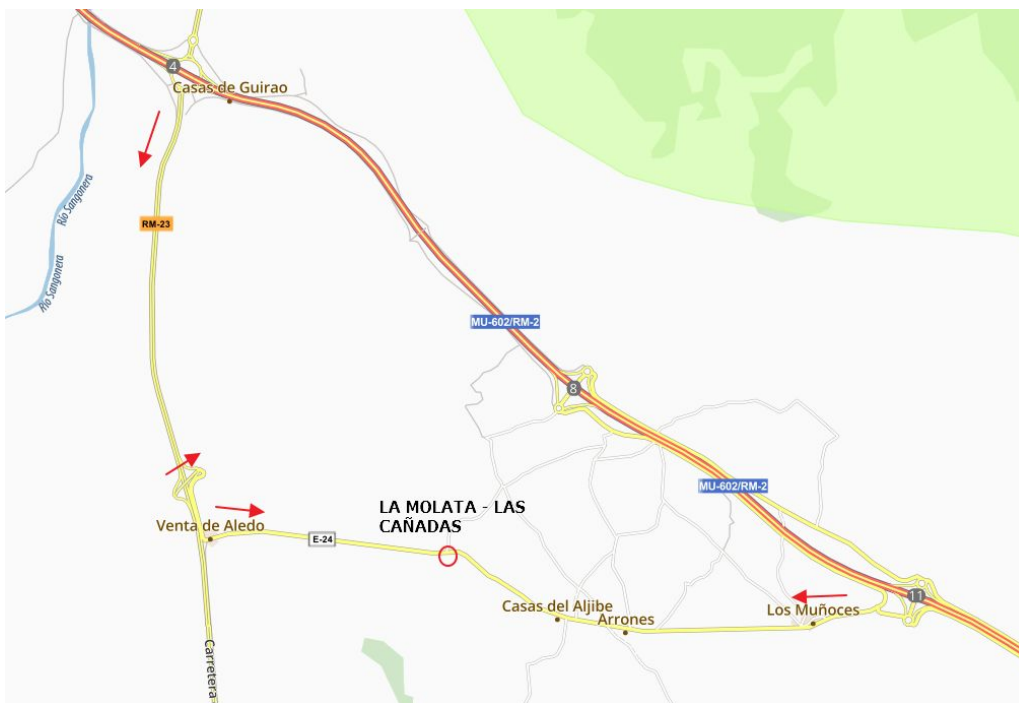 4
Casas de Guirao
Río Sangonera
RM-23
Río Sangonera
MU-602/RM-2
8
MU-602/RM-2
LA MOLATA - LAS
CAÑADAS
Venta de Aledo
E-24
11
Casas del Aljibe
Los Muñoces
Arrones
Carretera